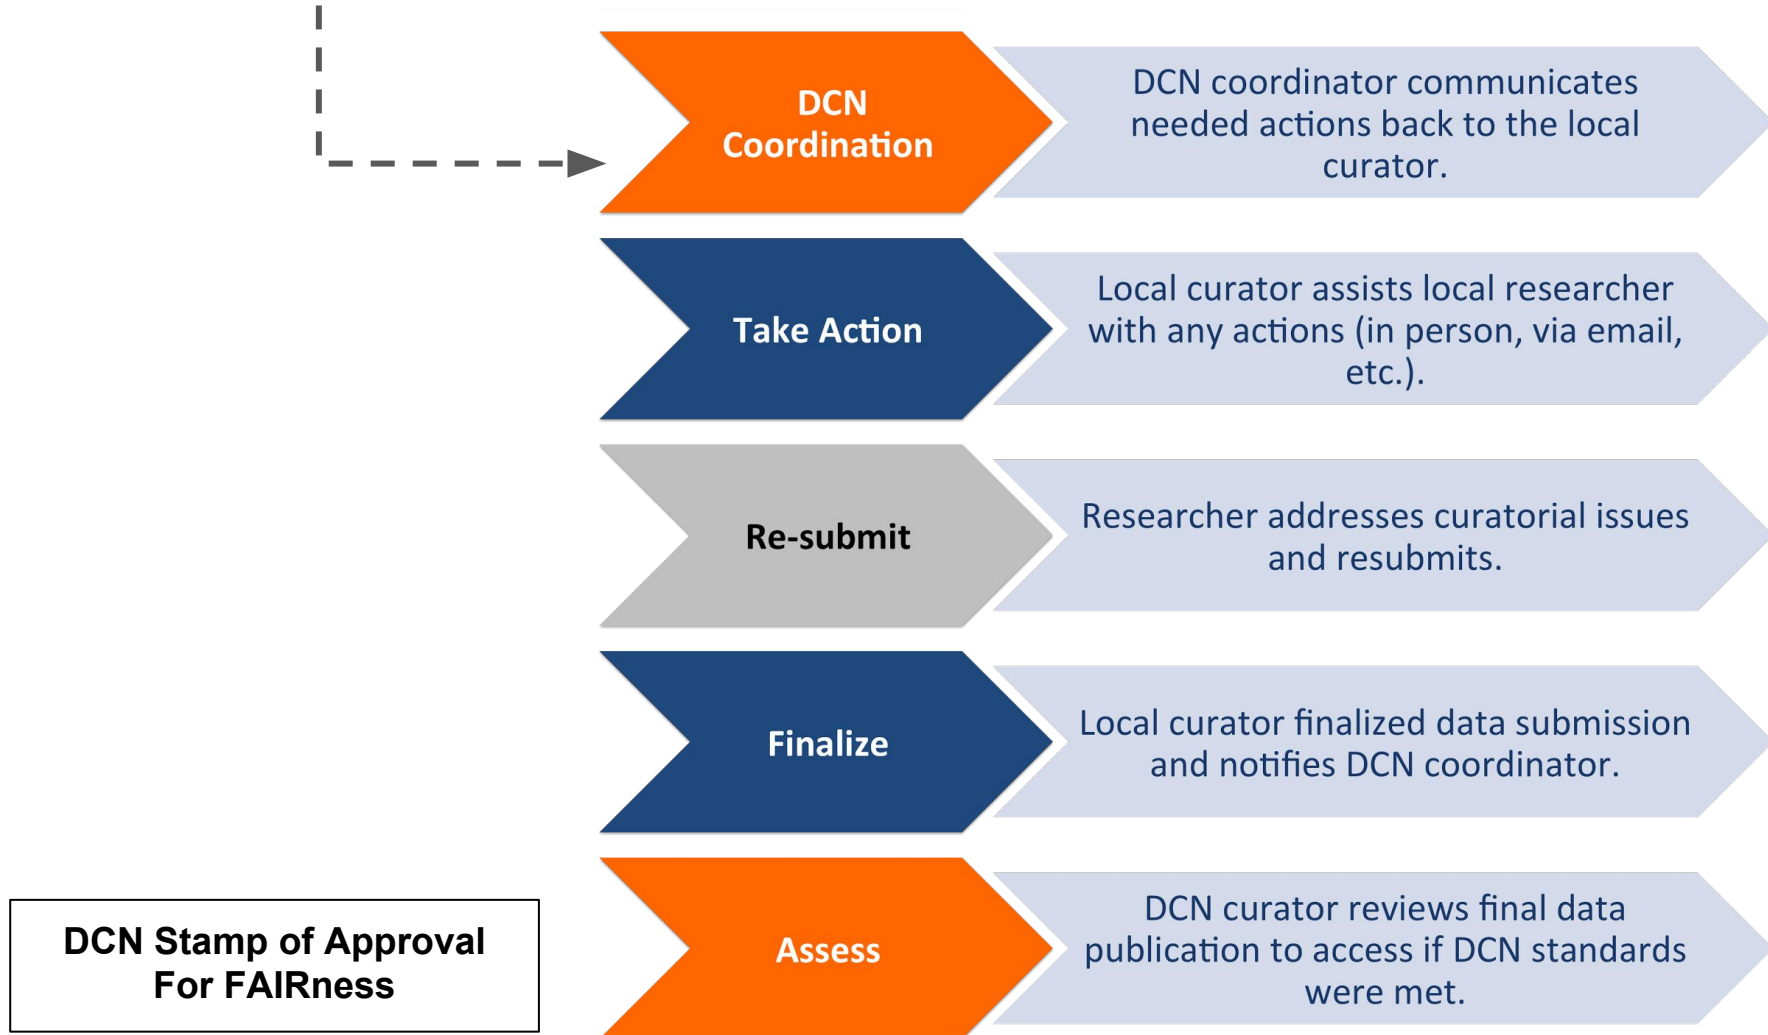 DCN
Coordination
DCN coordinator communicates
needed actions back to the local
curator.
Take Action
Local curator assists local researcher
with any actions (in person, via email,
etc.).
Re-submit
Researcher addresses curatorial issues
and resubmits.
Finalize
Local curator finalized data submission
and notifies DCN coordinator.
DCN Stamp of Approval
For FAIRness
Assess
DCN curator reviews final data
publication to access if DCN standards
were met.